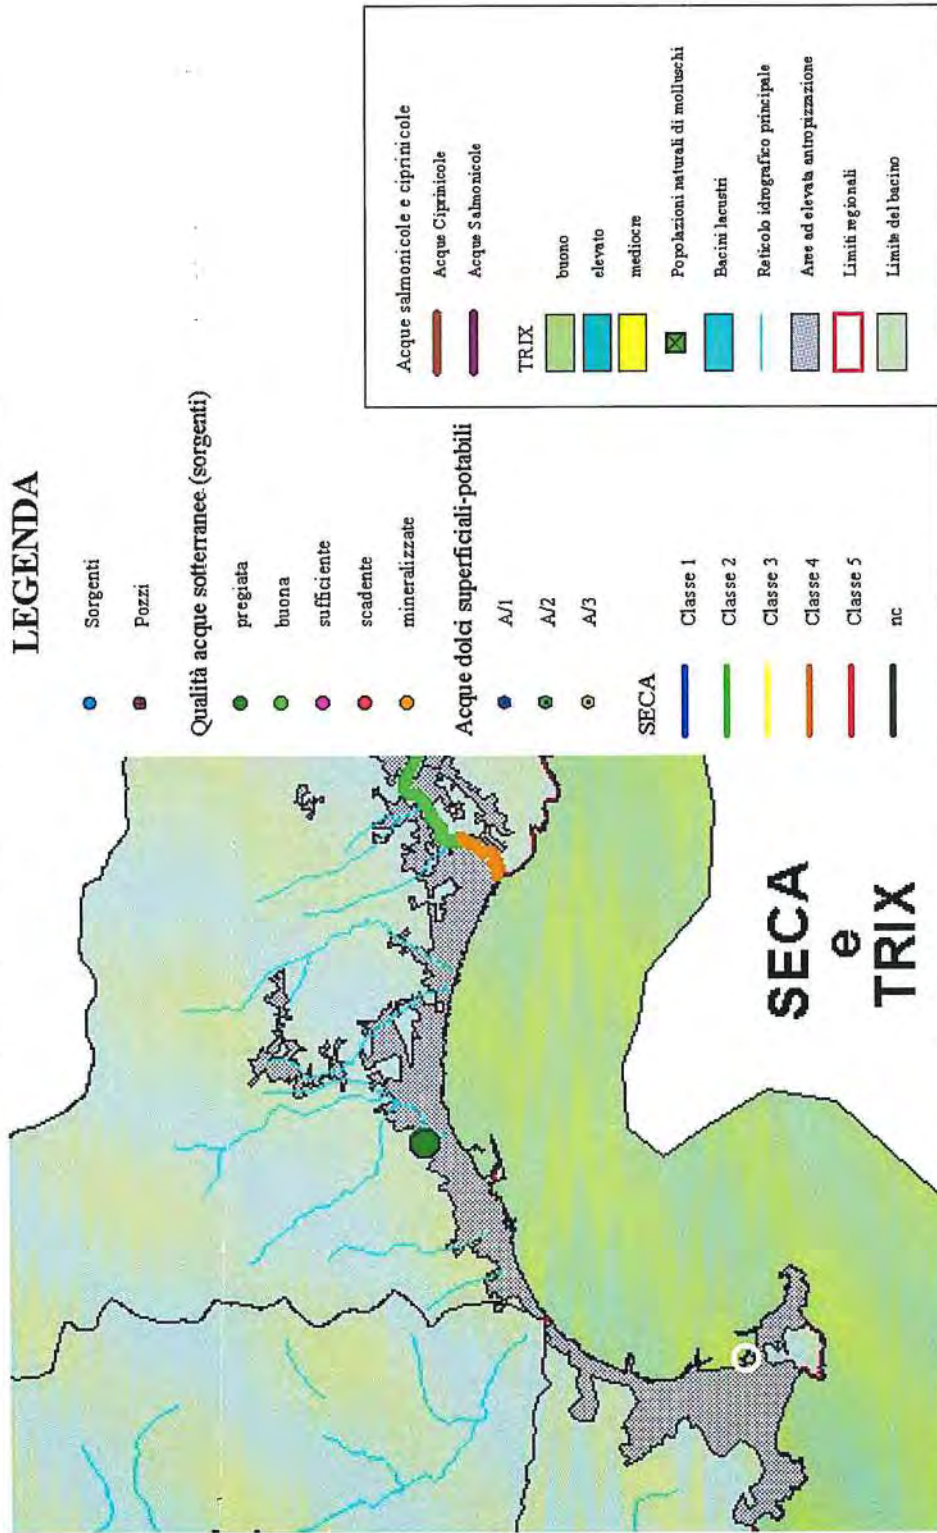 LEGENDA
Sorgenti
Pozzi
Qualità acque sotterranee (sorgenti)
pregiata
buona
sufficiente
scadente
mineralizzate
Acque dolci superficiali-potabili
A/1
A/2
A/3
SECA
Classe 1
Classe 2
Classe 3
Classe 4
Classe 5
nc
Acque salmonicole e ciprinicole
Acque Ciprinicole
Acque Salmonicole
TRIX
buono
elevato
mediocre
Popolazioni naturali di molluschi
Bacini lacustri
Reticolo idrografico principale
Aree ad elevata antropizzazione
Limiti regionali
Limite del bacino
SECA
e
TRIX